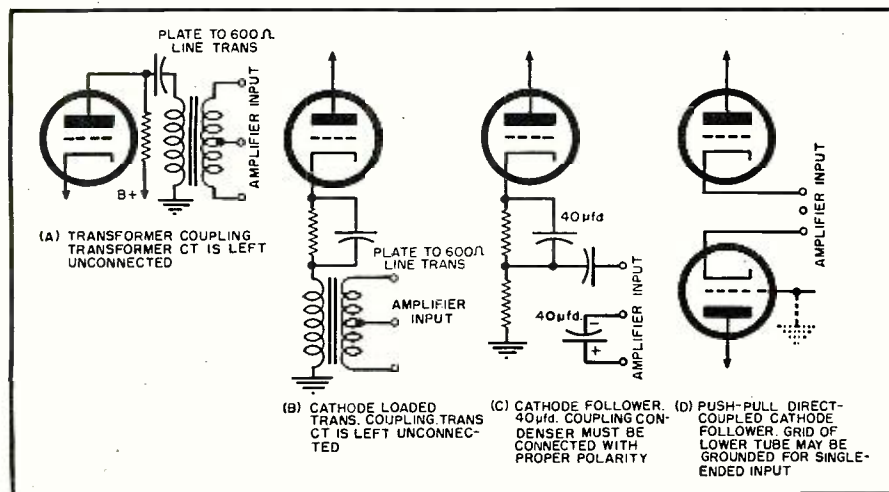 PLATE TO 600Ω
LINE TRANS
AMPLIFIER INPUT
B+
(A) TRANSFORMER COUPLING
TRANSFORMER CT IS LEFT
UNCONNECTED
PLATE TO 600Ω
LINE TRANS
AMPLIFIER
INPUT
(B) CATHODE LOADED
TRANS. COUPLING. TRANS
CT IS LEFT UNCONNEC-
TED
40µfd
40µfd.
-
+
AMPLIFIER INPUT
(C) CATHODE FOLLOWER.
40µfd. COUPLING CON-
DENSER MUST BE
CONNECTED WITH
PROPER POLARITY
AMPLIFIER INPUT
(D) PUSH-PULL DIRECT-
COUPLED CATHODE
FOLLOWER. GRID OF
LOWER TUBE MAY BE
GROUNDED FOR SINGLE-
ENDED INPUT